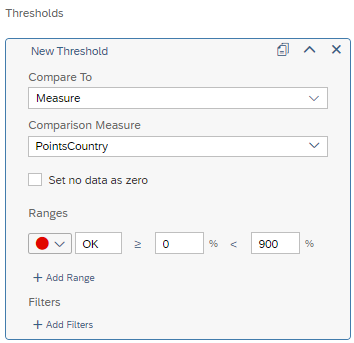 Thresholds
New Threshold
Compare To
Measure
Comparison Measure
PointsCountry
Set no data as zero
Ranges
OK ≥ 0 % < 900 %
+ Add Range
Filters
+ Add Filters